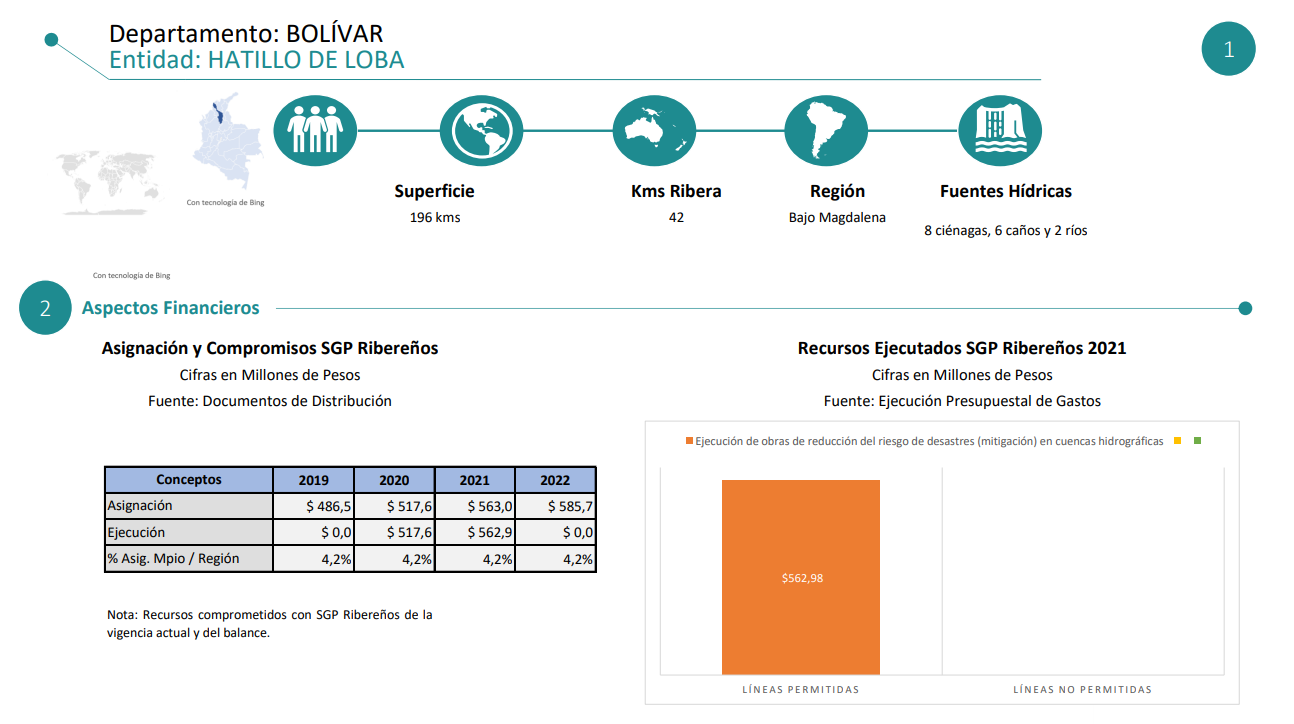 Departamento: BOLÍVAR
Entidad: HATILLO DE LOBA
1
Con tecnología de Bing
Superficie
196 kms
Kms Ribera
42
Región
Bajo Magdalena
Fuentes Hídricas
8 ciénagas, 6 caños y 2 ríos
Con tecnología de Bing
2
Aspectos Financieros
Asignación y Compromisos SGP Ribereños
Cifras en Millones de Pesos
Fuente: Documentos de Distribución
Conceptos 2019 2020 2021 2022
Asignación $ 486,5 $ 517,6 $ 563,0 $ 585,7
Ejecución $ 0,0 $ 517,6 $ 562,9 $ 0,0
% Asig. Mpio / Región 4,2% 4,2% 4,2% 4,2%
Nota: Recursos comprometidos con SGP Ribereños de la
vigencia actual y del balance.
Recursos Ejecutados SGP Ribereños 2021
Cifras en Millones de Pesos
Fuente: Ejecución Presupuestal de Gastos
Ejecución de obras de reducción del riesgo de desastres (mitigación) en cuencas hidrográficas
$562,98
LÍNEAS PERMITIDAS
LÍNEAS NO PERMITIDAS